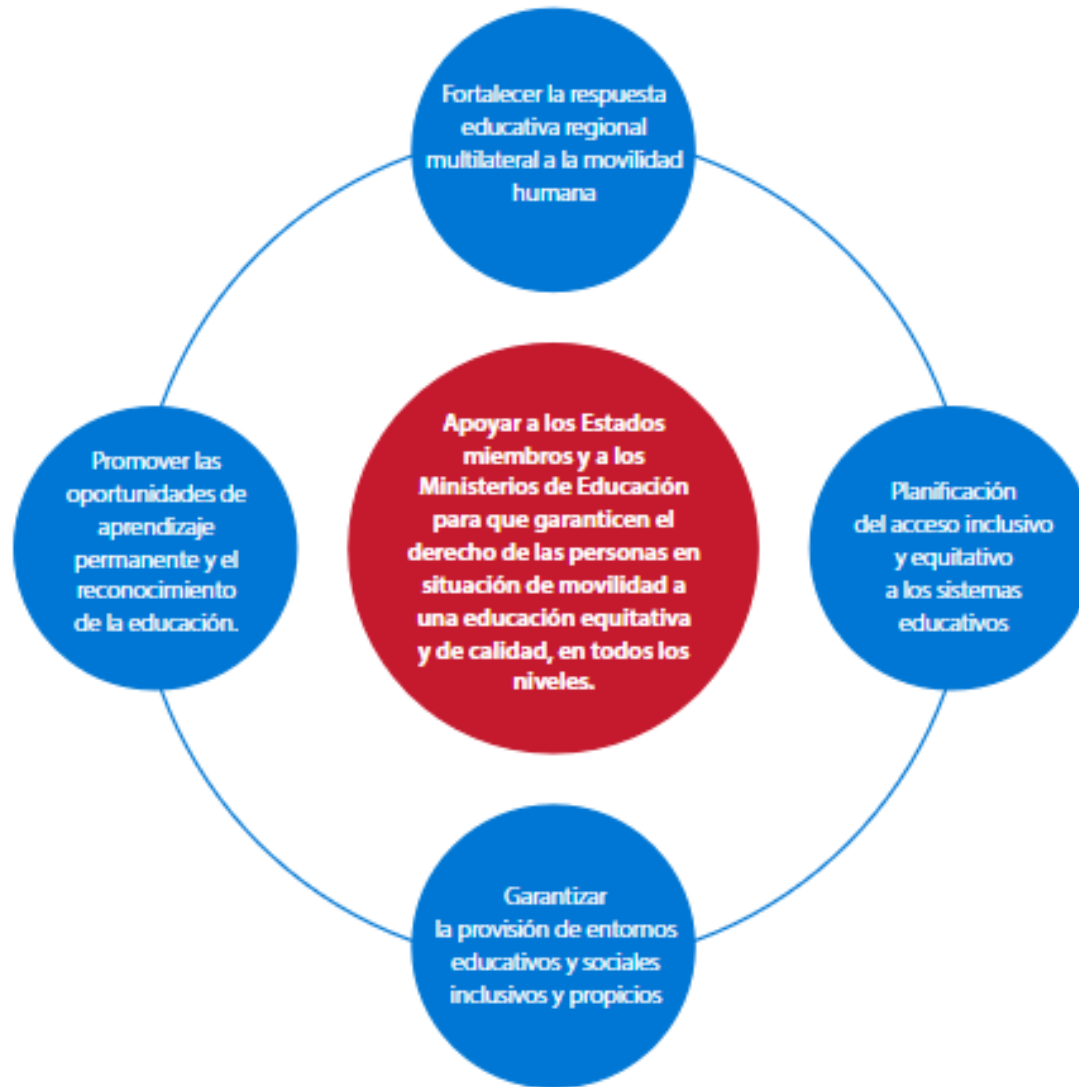 Fortalecer la respuesta
educativa regional
multilateral a la movilidad
humana
Promover las
oportunidades de
aprendizaje
permanente y el
reconocimiento
de la educación.
Apoyar a los Estados
miembros y a los
Ministerios de Educación
para que garanticen el
derecho de las personas en
situación de movilidad a
una educación equitativa
y de calidad, en todos los
niveles.
Planificación
del acceso inclusivo
y equitativo
a los sistemas
educativos
Garantizar
la provisión de entornos
educativos y sociales
inclusivos y propicios